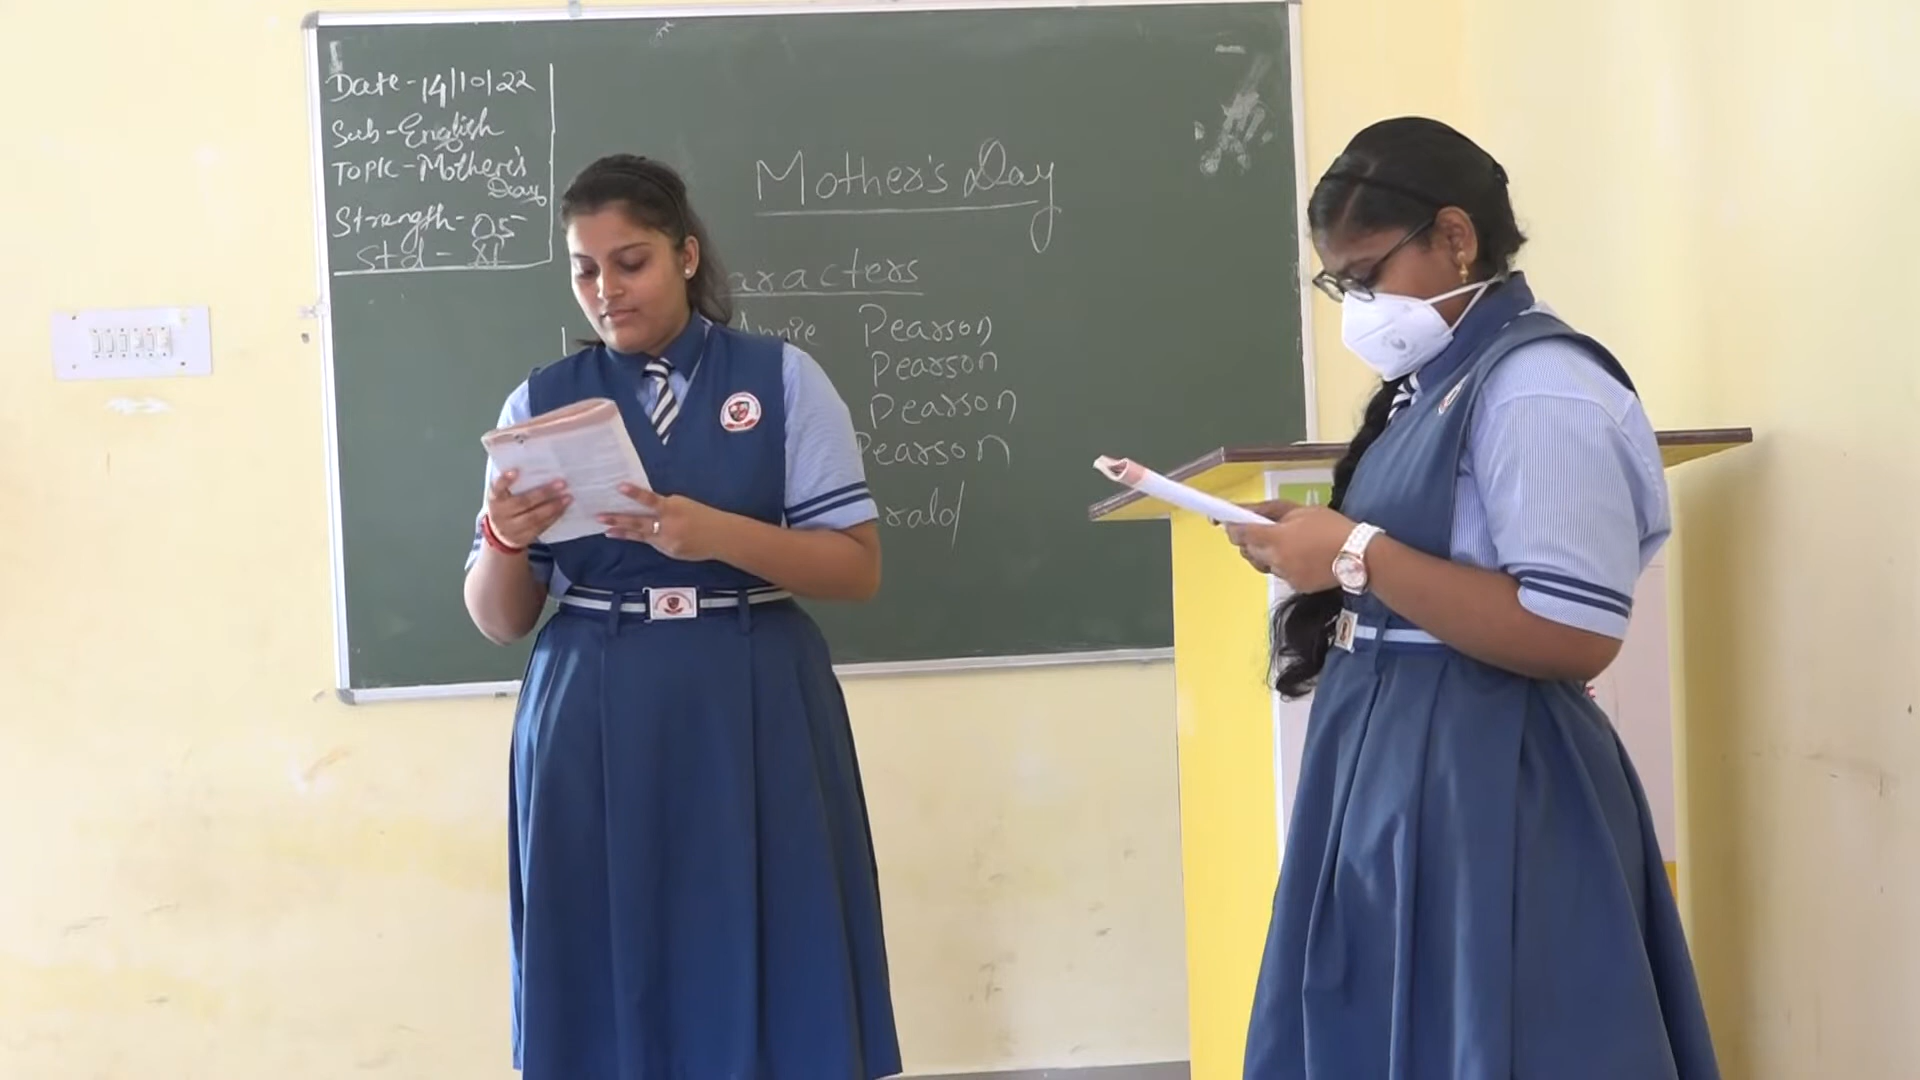 Date-14/10/22
Sub-English
Topic-Mother's
Day
Strength-05
Std-XI
Mother's Day
aracters
Annie Pearson
Pearson
Pearson
Pearson
rald